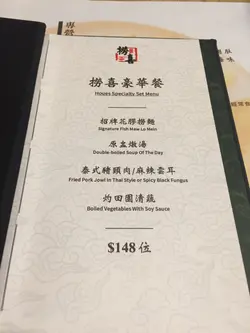 撈喜
撈喜豪華餐
House Specialty Set Menu
招牌花膠撈麵
Signature Fish Maw Lo Mein
原盅燉湯
Double-boiled Soup Of The Day
泰式豬頸肉/麻辣雲耳
Fried Pork Jowl In Thai Style or Spicy Black Fungus
灼田園清蔬
Boiled Vegetables With Soy Sauce
$148 位